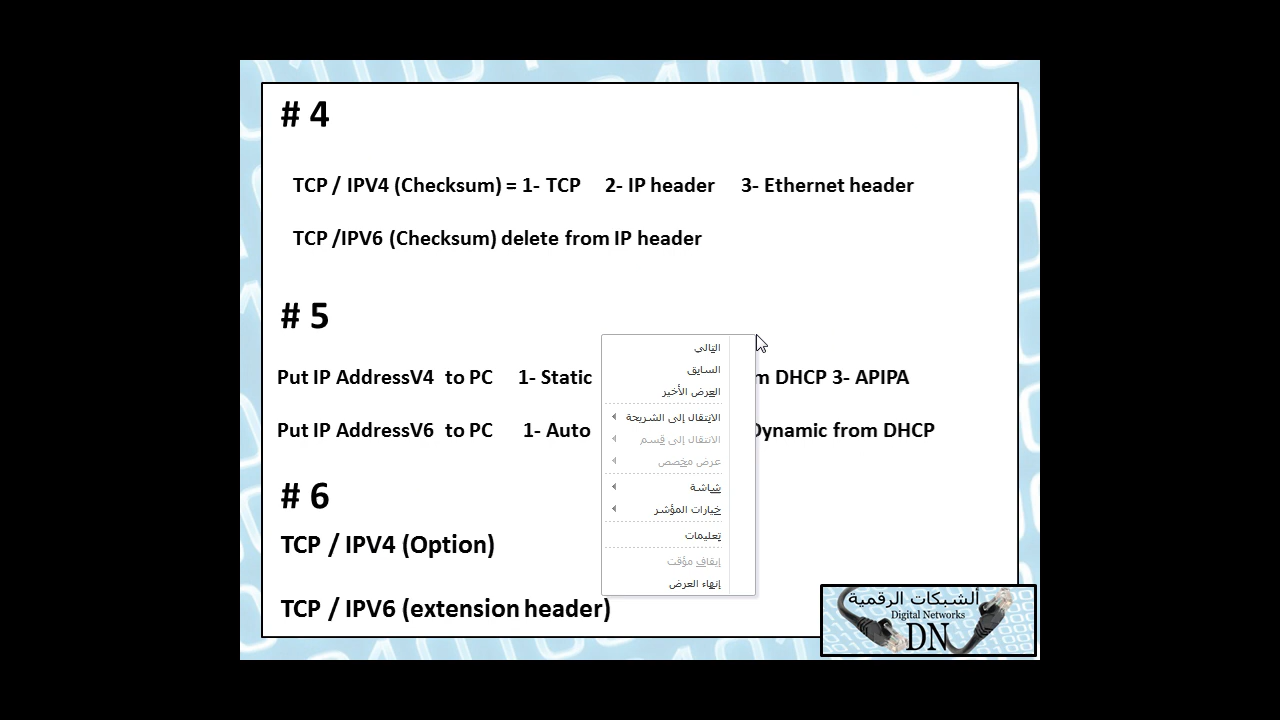 # 4
TCP / IPV4 (Checksum) = 1- TCP 2- IP header 3- Ethernet header
TCP /IPV6 (Checksum) delete from IP header
# 5
Put IP AddressV4 to PC 1- Static DHCP 3- APIPA
Put IP AddressV6 to PC 1- Auto Dynamic from DHCP
# 6
TCP / IPV4 (Option)
TCP / IPV6 (extension header)
التالي
السابق
العرض الأخير
الانتقال إلى الشريحة
الانتقال إلى قسم
عرض مخصص
شاشة
خيارات المؤشر
تعليمات
إيقاف مؤقت
إنهاء العرض
ألشبكات الرقمية
Digital Networks
DN